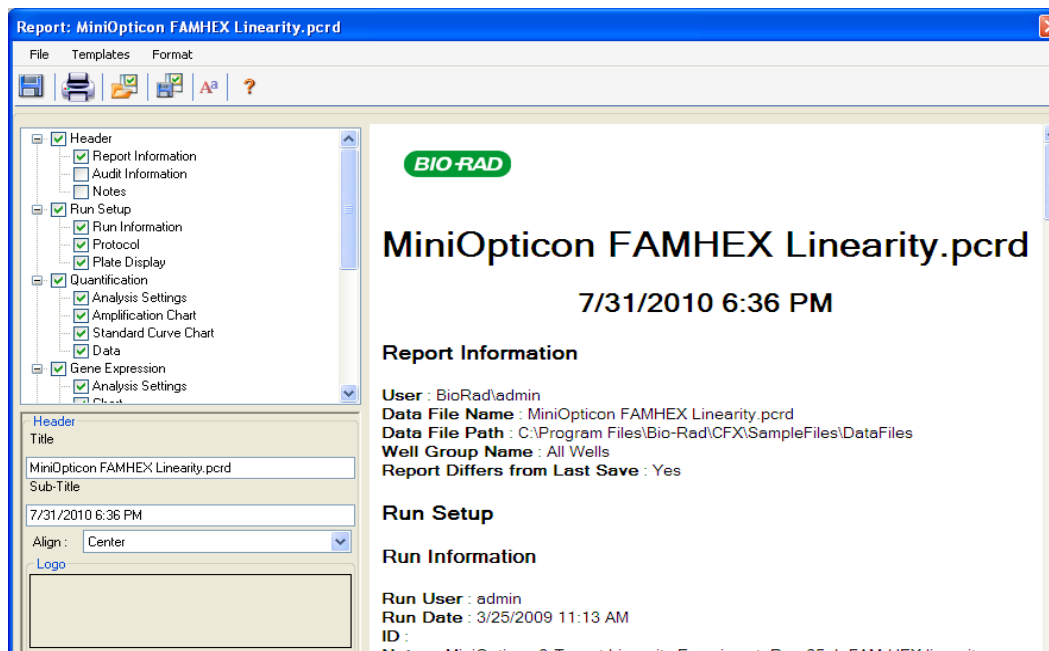 Report: MiniOpticon FAMHEX Linearity.pcrd
File Templates Format
Aa ?
Header
Report Information
Audit Information
Notes
Run Setup
Run Information
Protocol
Plate Display
Quantification
Analysis Settings
Amplification Chart
Standard Curve Chart
Data
Gene Expression
Analysis Settings
Chart
Header
Title
MiniOpticon FAMHEX Linearity.pcrd
Sub-Title
7/31/2010 6:36 PM
Align : Center
Logo
BIO-RAD
MiniOpticon FAMHEX Linearity.pcrd
7/31/2010 6:36 PM
Report Information
User : BioRad\admin
Data File Name : MiniOpticon FAMHEX Linearity.pcrd
Data File Path : C:\Program Files\Bio-Rad\CFX\SampleFiles\DataFiles
Well Group Name : All Wells
Report Differs from Last Save : Yes
Run Setup
Run Information
Run User : admin
Run Date : 3/25/2009 11:13 AM
ID :